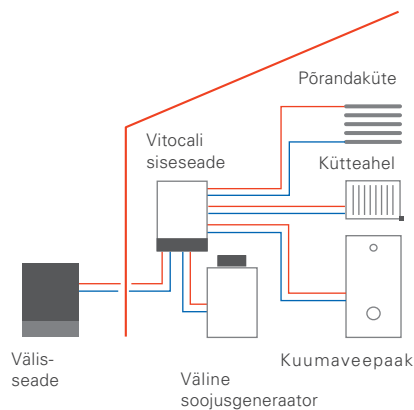 Põrandaküte
Vitocali
siseseade
Kütteahel
Välis-
seade
Väline
soojusgeneraator
Kuumaveepaak